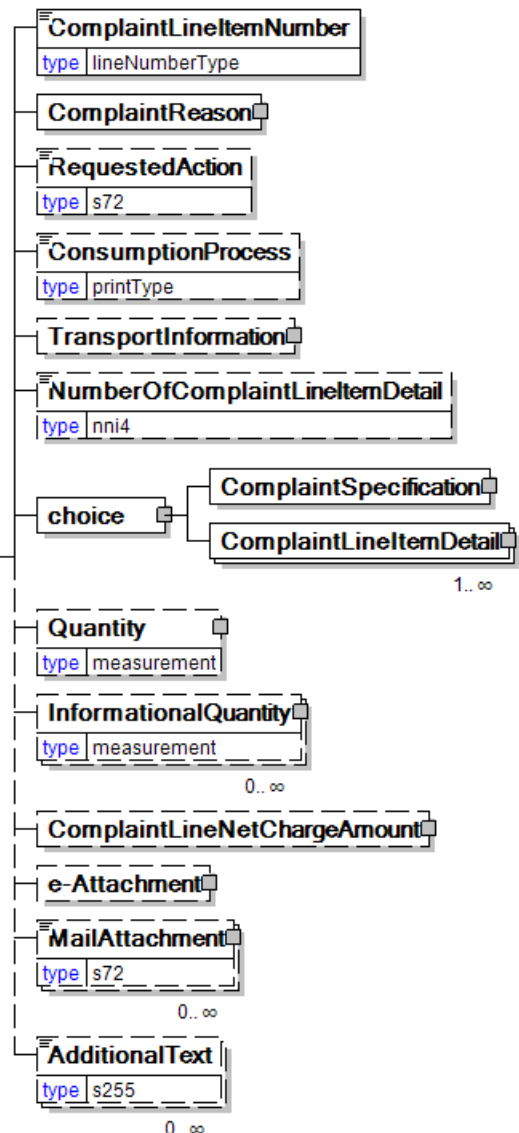 ComplaintLineItemNumber
type lineNumberType
ComplaintReason
RequestedAction
type s72
ConsumptionProcess
type printType
TransportInformation
NumberOfComplaintLineItemDetail
type nni4
choice
ComplaintSpecification
ComplaintLineItemDetail
1.. ∞
Quantity
type measurement
InformationalQuantity
type measurement
0.. ∞
ComplaintLineNetChargeAmount
e-Attachment
MailAttachment
type s72
0.. ∞
AdditionalText
type s255
0.. ∞